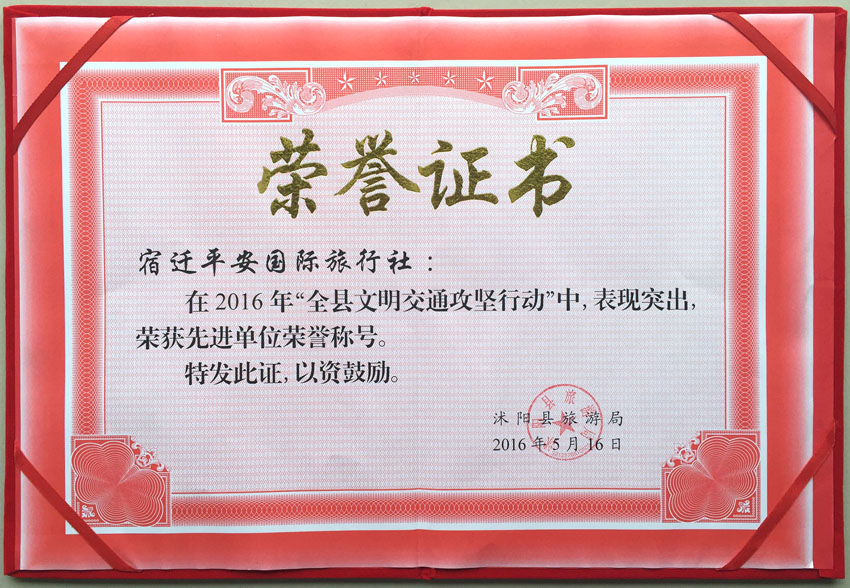 荣誉证书
宿迁平安国际旅行社：
在2016年“全县文明交通攻坚行动”中，表现突出，
荣获先进单位荣誉称号。
特发此证，以资鼓励。
沭阳县旅游局
2016年5月16日